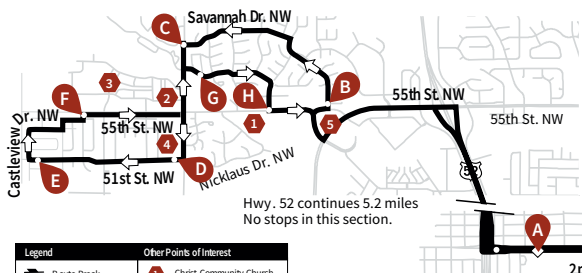 Savannah Dr. NW
C
3
2
G
H
B
F
1
5
55th St. NW
55th St. NW
55th St. NW
Castleview Dr. NW
4
51st St. NW
D
E
Nicklaus Dr. NW
52
Hwy. 52 continues 5.2 miles
No stops in this section.
A
Legend
Other Points of Interest
1
Christ Community Church